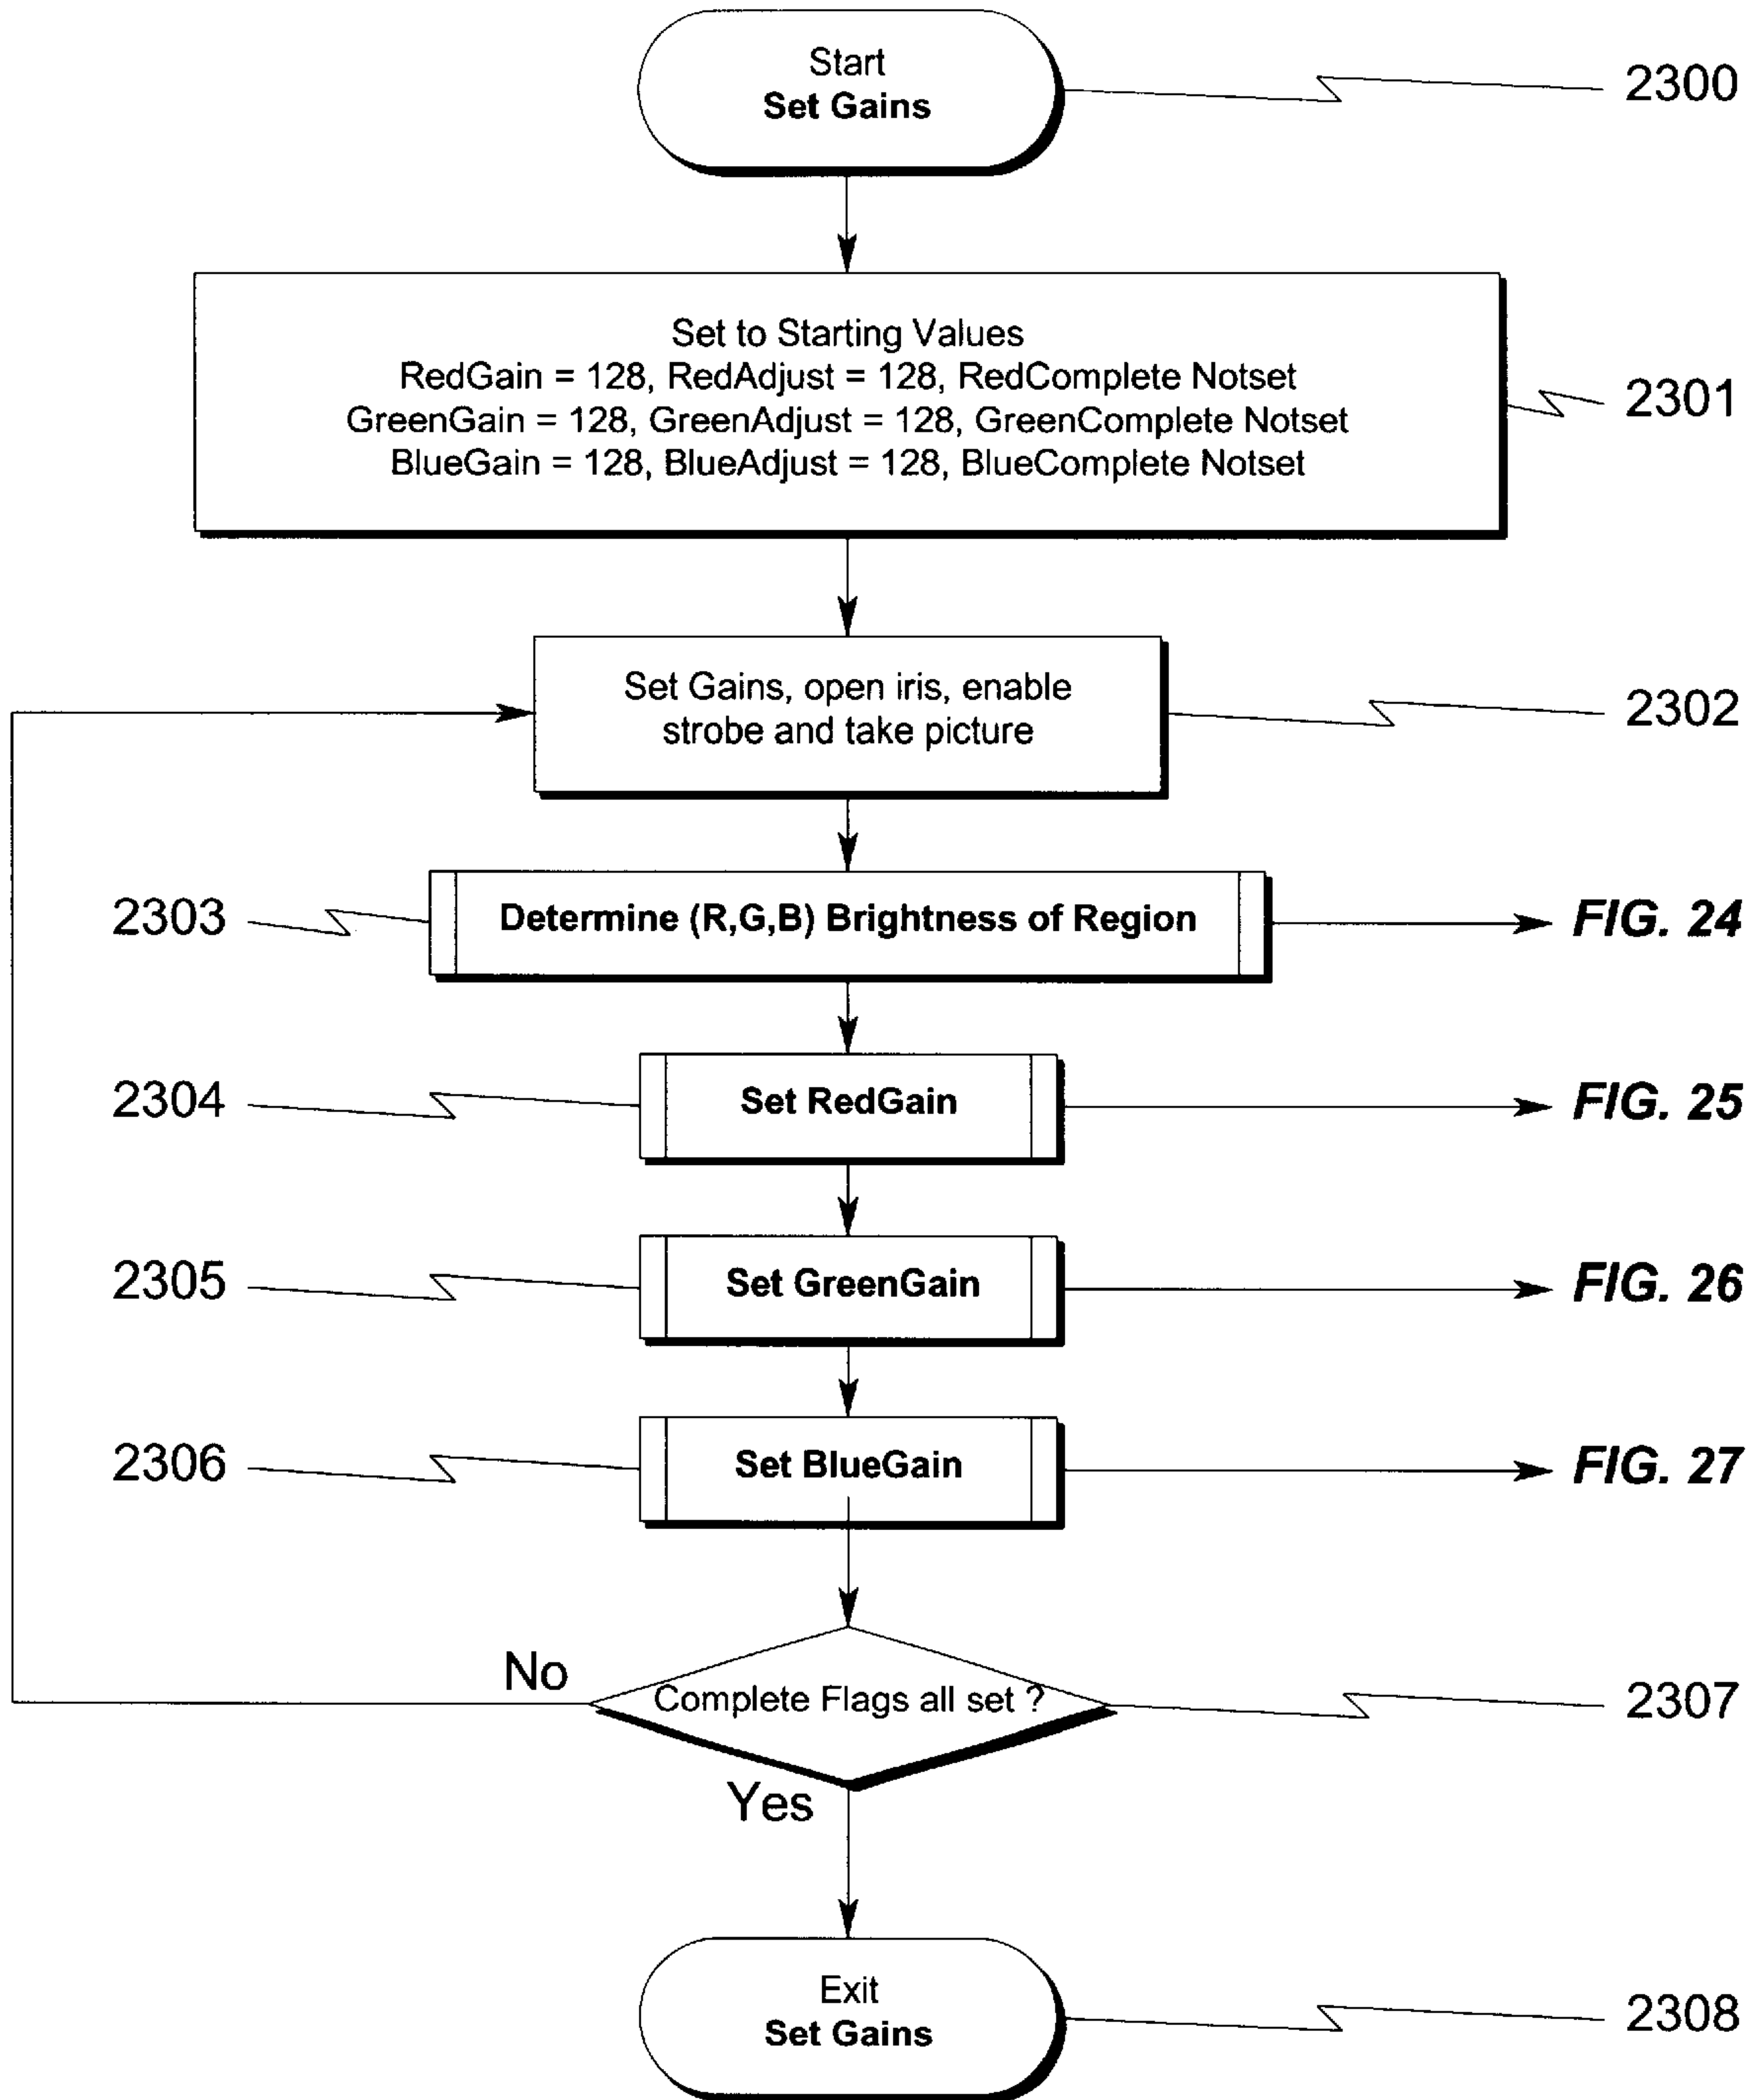 Start
Set Gains
2300
Set to Starting Values
RedGain = 128, RedAdjust = 128, RedComplete Notset
GreenGain = 128, GreenAdjust = 128, GreenComplete Notset
BlueGain = 128, BlueAdjust = 128, BlueComplete Notset
2301
Set Gains, open iris, enable
strobe and take picture
2302
2303
Determine (R,G,B) Brightness of Region
FIG. 24
2304
Set RedGain
FIG. 25
2305
Set GreenGain
FIG. 26
2306
Set BlueGain
FIG. 27
No
Complete Flags all set ?
2307
Yes
Exit
Set Gains
2308